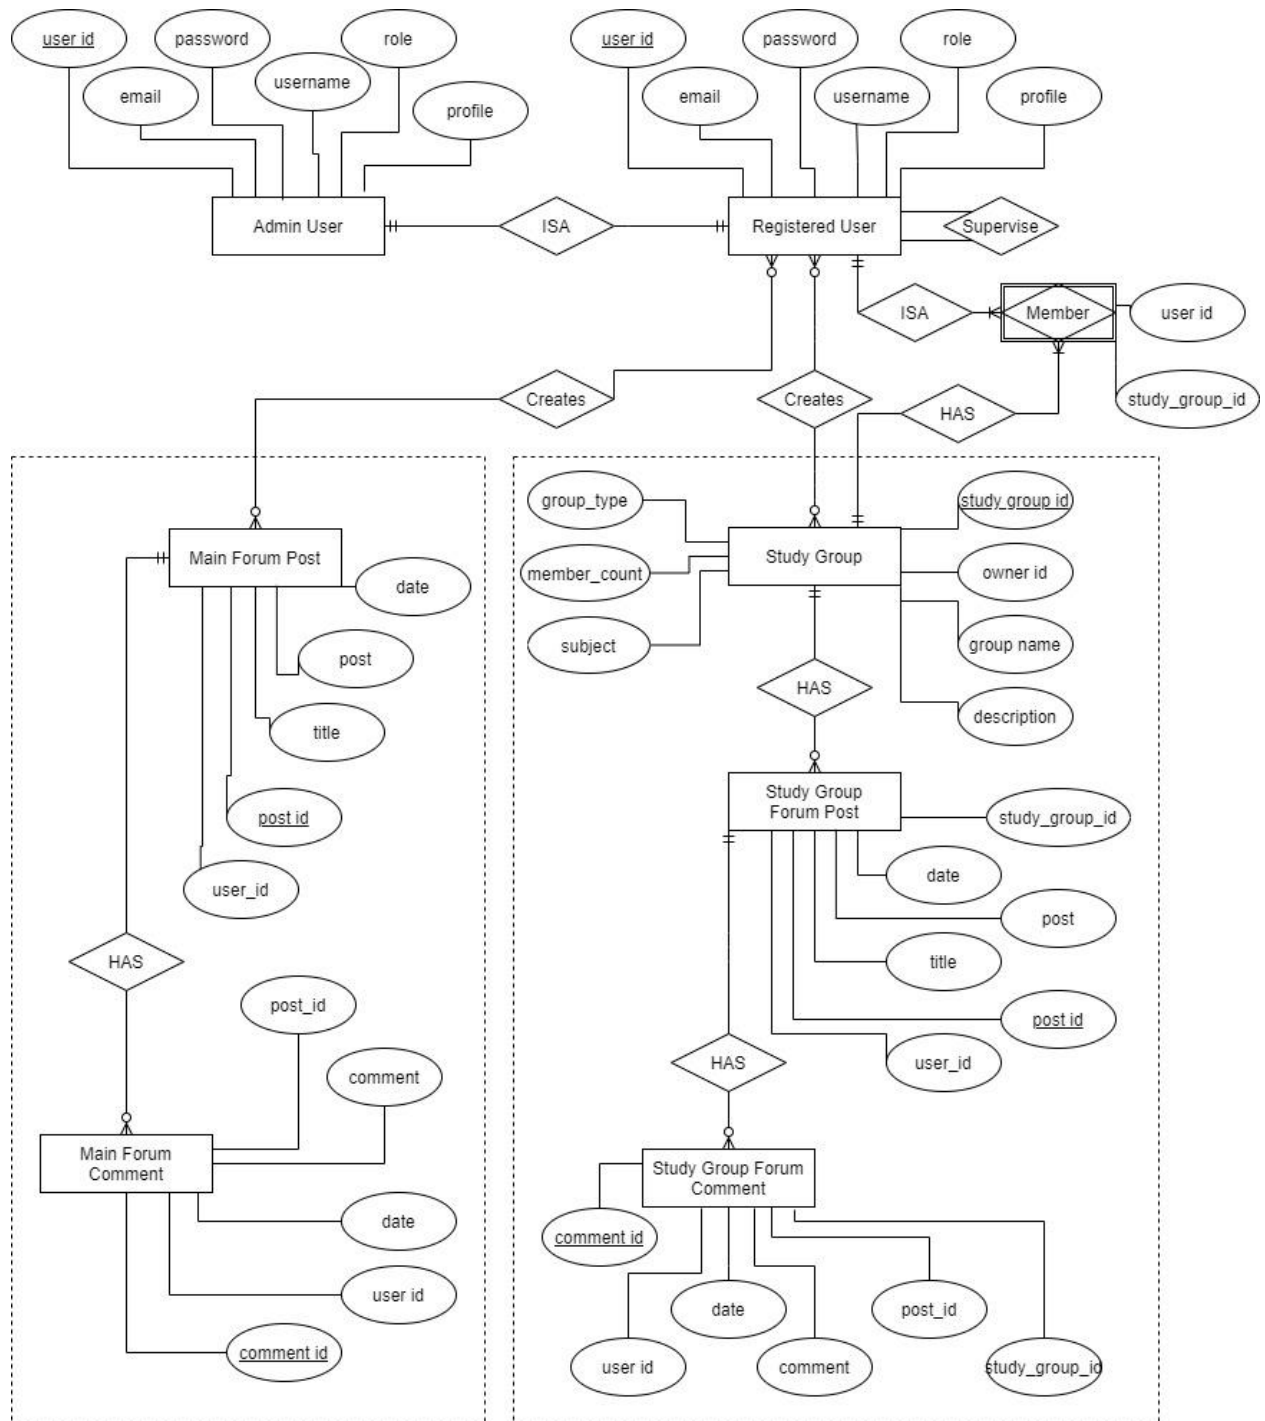 user id
password
role
user id
password
role
email
username
profile
email
username
profile
Admin User
ISA
Registered User
Supervise
ISA
Member
user id
Creates
Creates
HAS
study_group_id
group_type
study group id
Main Forum Post
date
post
title
post id
user_id
Study Group
member_count
owner id
subject
group name
HAS
description
Study Group
Forum Post
study_group_id
date
post
title
post id
user_id
HAS
post_id
comment
Main Forum
Comment
date
user id
comment id
HAS
Study Group Forum
Comment
comment id
date
post_id
user id
comment
study_group_id